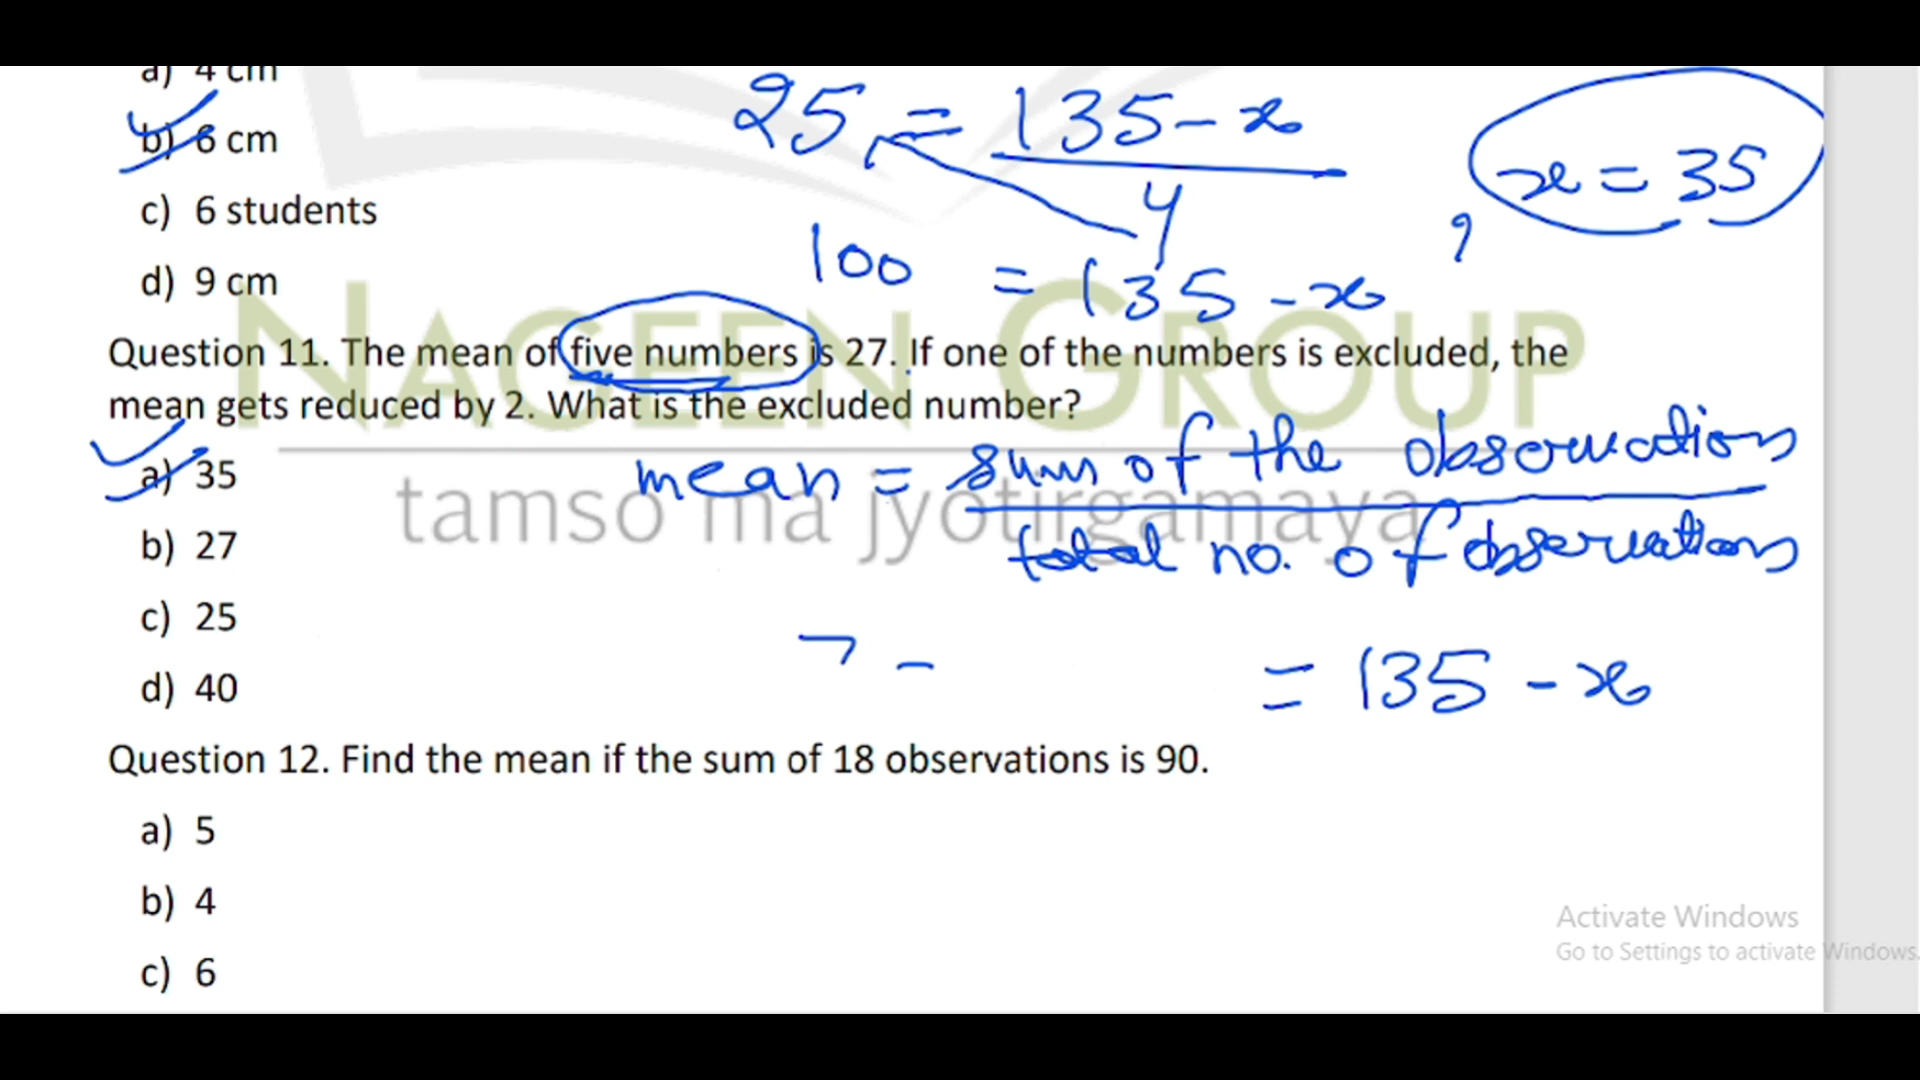 a) 4 cm
25 = 135 - x
b) 6 cm
x = 35
4
c) 6 students
,
100 = 135 - x
d) 9 cm
NAGEEN GROUP
Question 11. The mean of five numbers is 27. If one of the numbers is excluded, the
mean gets reduced by 2. What is the excluded number?
mean = sum of the observations
a) 35
tamso ma jyotirgamaya
total no. of observations
b) 27
c) 25
= 135 - x
d) 40
Question 12. Find the mean if the sum of 18 observations is 90.
a) 5
b) 4
Activate Windows
Go to Settings to activate Windows.
c) 6